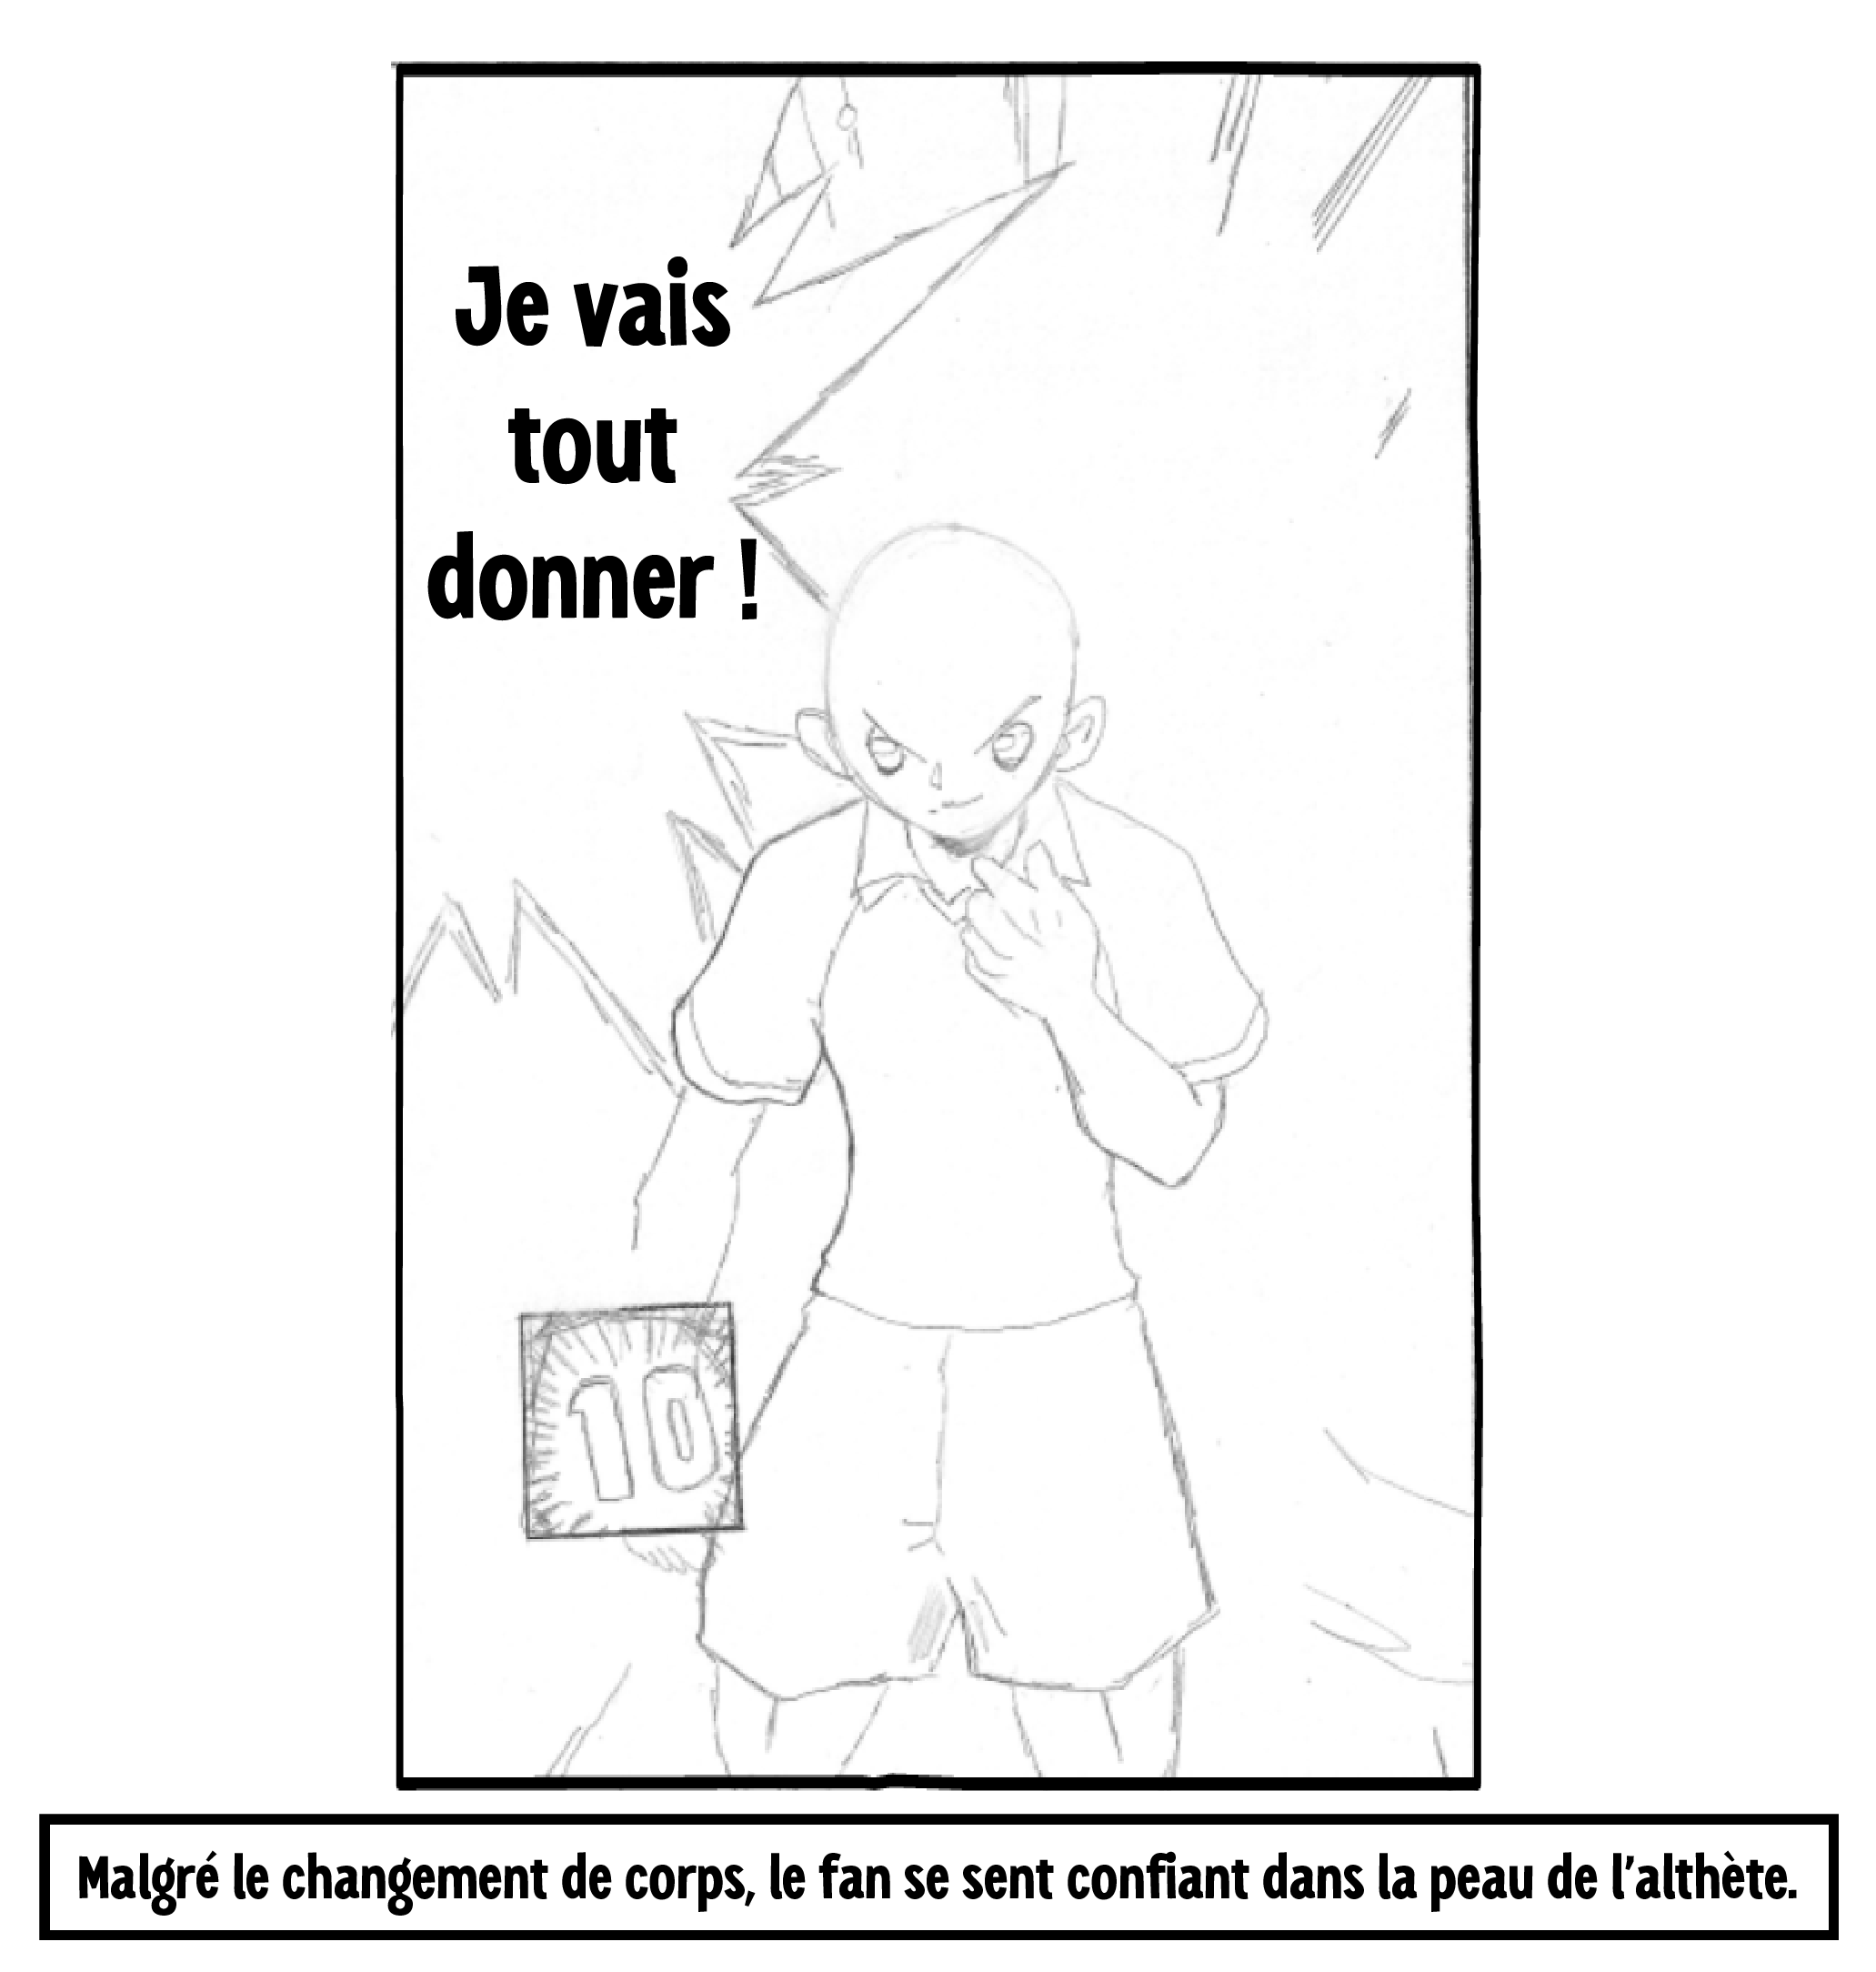 Je vais
tout
donner !
10
Malgré le changement de corps, le fan se sent confiant dans la peau de l'althète.